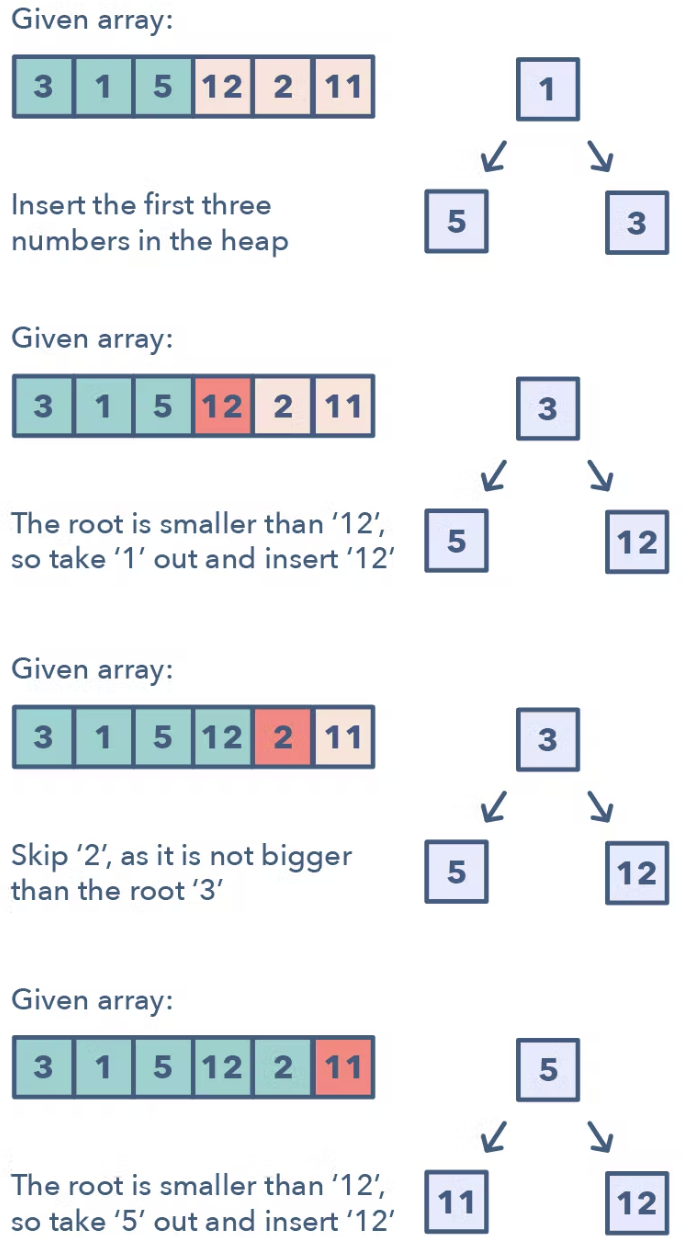 Given array:
3 1 5 12 2 11
1
5 3
Insert the first three
numbers in the heap
Given array:
3 1 5 12 2 11
3
5 12
The root is smaller than ‘12’,
so take ‘1’ out and insert ‘12’
Given array:
3 1 5 12 2 11
3
5 12
Skip ‘2’, as it is not bigger
than the root ‘3’
Given array:
3 1 5 12 2 11
5
11 12
The root is smaller than ‘12’,
so take ‘5’ out and insert ‘12’